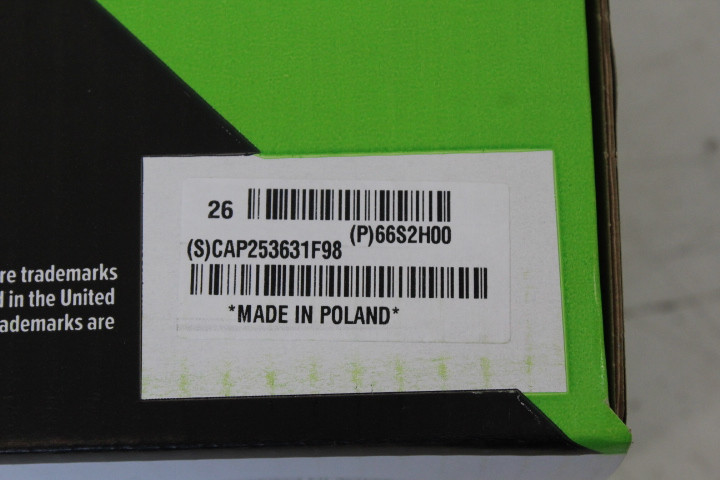 26
(P)66S2H00
(S)CAP253631F98
*MADE IN POLAND*
re trademarks
in the United
ademarks are